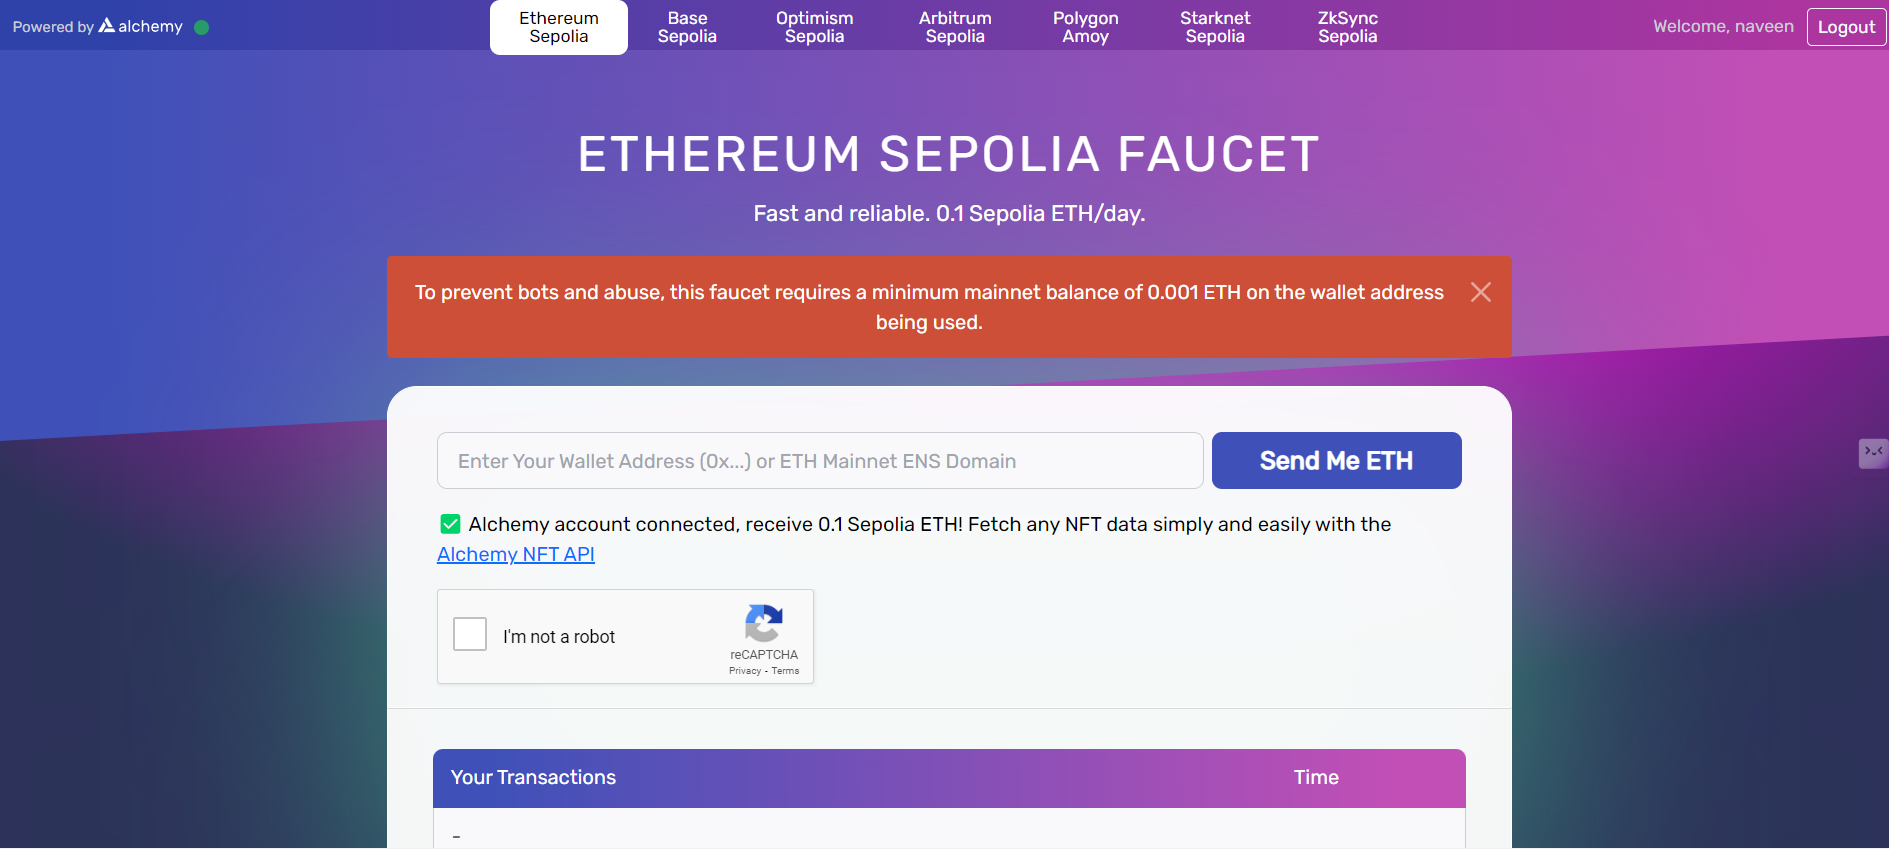 Powered by alchemy
Ethereum
Sepolia
Base
Sepolia
Optimism
Sepolia
Arbitrum
Sepolia
Polygon
Amoy
Starknet
Sepolia
ZkSync
Sepolia
Welcome, naveen
Logout
ETHEREUM SEPOLIA FAUCET
Fast and reliable. 0.1 Sepolia ETH/day.
To prevent bots and abuse, this faucet requires a minimum mainnet balance of 0.001 ETH on the wallet address
being used.
Enter Your Wallet Address (0x...) or ETH Mainnet ENS Domain
Send Me ETH
Alchemy account connected, receive 0.1 Sepolia ETH! Fetch any NFT data simply and easily with the
Alchemy NFT API
I'm not a robot
reCAPTCHA
Privacy - Terms
Your Transactions
Time
-